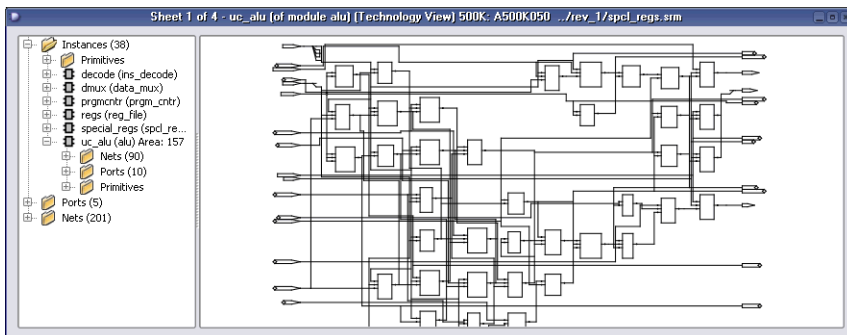 Sheet 1 of 4 - uc_alu (of module alu) (Technology View) 500K: A500K050 ../rev_1/spcl_regs.srm
Instances (38)
Primitives
decode (ins_decode)
dmux (data_mux)
prgmcntr (prgm_cntr)
regs (reg_file)
special_regs (spcl_re...
uc_alu (alu) Area: 157
Nets (90)
Ports (10)
Primitives
Ports (5)
Nets (201)